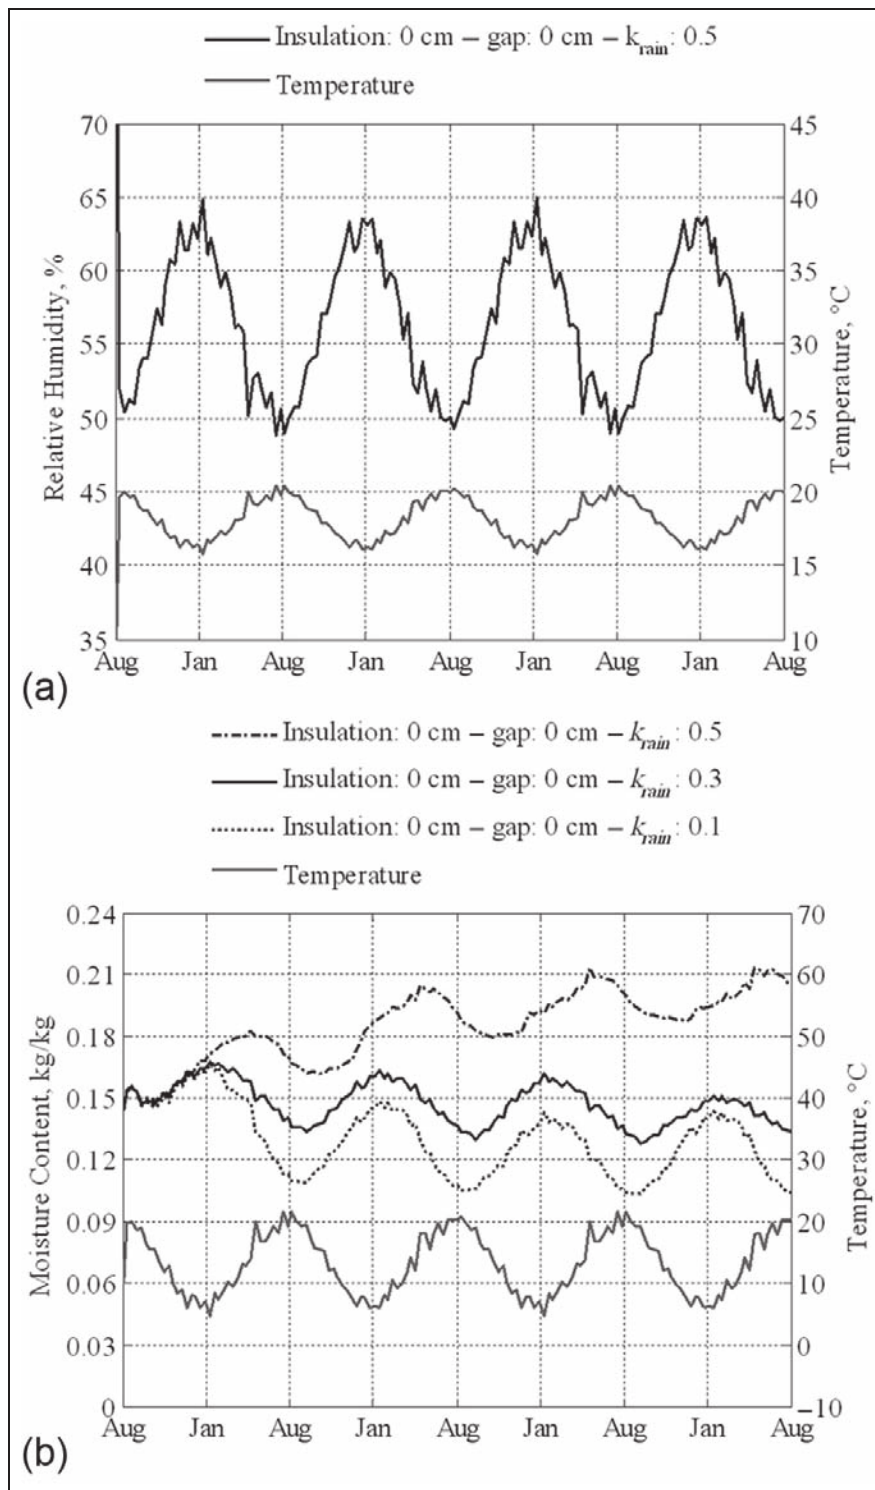 Insulation: 0 cm – gap: 0 cm – k_rain: 0.5
Temperature
70
65
60
55
50
45
40
35
Relative Humidity, %
45
40
35
30
25
20
15
10
Temperature, °C
Aug Jan Aug Jan Aug Jan Aug Jan Aug
(a)
Insulation: 0 cm – gap: 0 cm – k_rain: 0.5
Insulation: 0 cm – gap: 0 cm – k_rain: 0.3
Insulation: 0 cm – gap: 0 cm – k_rain: 0.1
Temperature
0.24
0.21
0.18
0.15
0.12
0.09
0.06
0.03
0
Moisture Content, kg/kg
70
60
50
40
30
20
10
0
–10
Temperature, °C
Aug Jan Aug Jan Aug Jan Aug Jan Aug
(b)